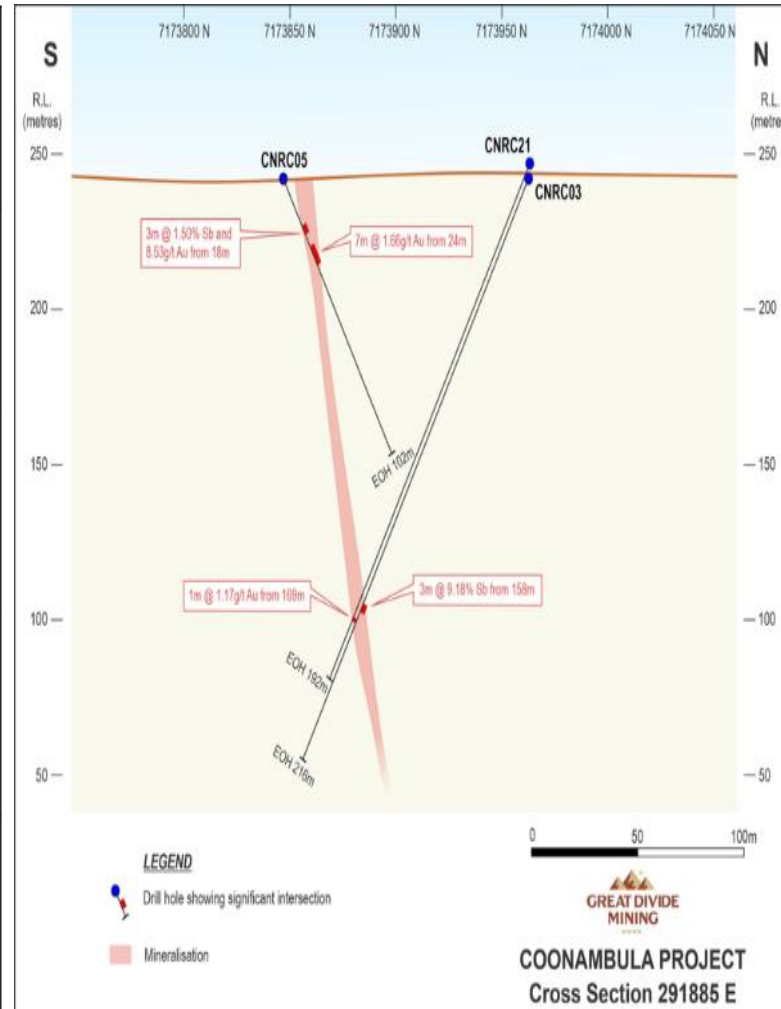 7173800 N 7173850 N 7173900 N 7173950 N 7174000 N 7174050 N
S N
R.L. R.L.
(metres) (metre
CNRC21
250 CNRC05 250
CNRC03
3m @ 1.50% Sb and
8.53g/t Au from 18m
7m @ 1.66g/t Au from 24m
200 200
150 150
EOH 102m
1m @ 1.17g/t Au from 169m
3m @ 9.18% Sb from 158m
100 100
EOH 192m
EOH 216m
50 50
0 50 100m
LEGEND
Drill hole showing significant intersection
Mineralisation
GREAT DIVIDE
MINING
COONAMBULA PROJECT
Cross Section 291885 E